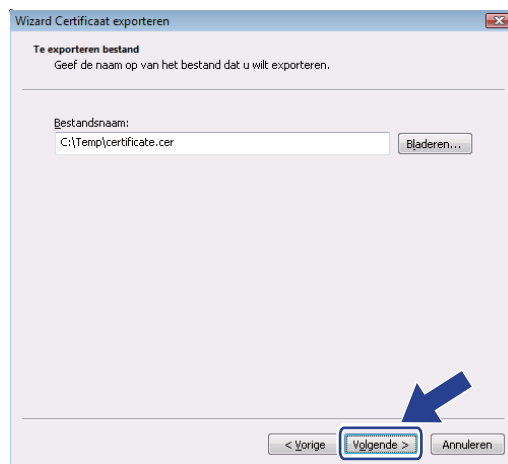 Wizard Certificaat exporteren
Te exporteren bestand
Geef de naam op van het bestand dat u wilt exporteren.
Bestandsnaam:
C:\Temp\certificate.cer
Bladeren...
< Vorige
Volgende >
Annuleren